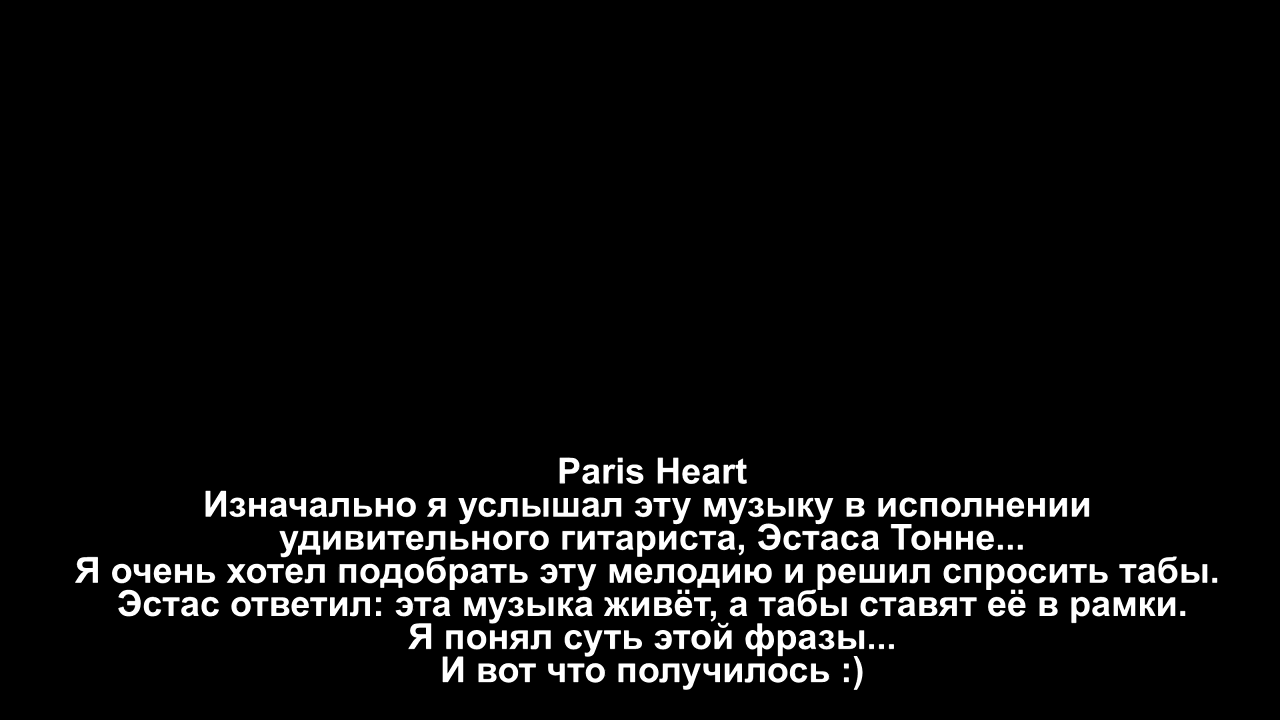 Paris Heart
Изначально я услышал эту музыку в исполнении
удивительного гитариста, Эстаса Тонне...
Я очень хотел подобрать эту мелодию и решил спросить табы.
Эстас ответил: эта музыка живёт, а табы ставят её в рамки.
Я понял суть этой фразы...
И вот что получилось :)